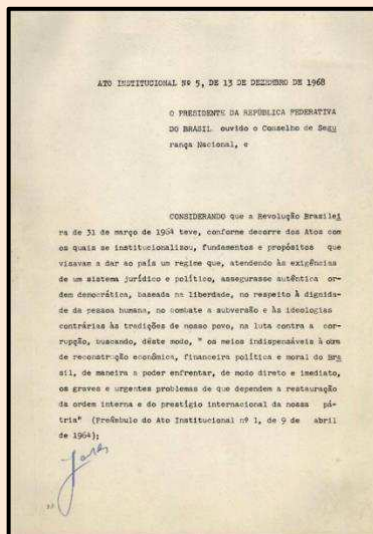 ATO INSTITUCIONAL Nº 5, DE 13 DE DEZEMBRO DE 1968
O PRESIDENTE DA REPÚBLICA FEDERATIVA
DO BRASIL ouvido o Conselho de Segu
rança Nacional, e
CONSIDERANDO que a Revolução Brasilei
ra de 31 de março de 1964 teve, conforme decorre dos Atos com
os quais se institucionalizou, fundamentos e propósitos que
visavam a dar ao país um regime que, atendendo às exigências
de um sistema jurídico e político, assegurasse autêntica or-
dem democrática, baseada na liberdade, no respeito à dignida-
de da pessoa humana, no combate a subversão e às ideologias
contrárias às tradições de nosso povo, na luta contra a cor-
rupção, buscando, dêste modo, " os meios indispensáveis à obra
de reconstrução econômica, financeira política e moral do Bra
sil, de maneira a poder enfrentar, de modo direto e imediato,
os graves e urgentes problemas de que dependem a restauração
da ordem interna e do prestígio internacional da nossa pá-
tria" (Preâmbulo do Ato Institucional nº 1, de 9 de abril
de 1964);